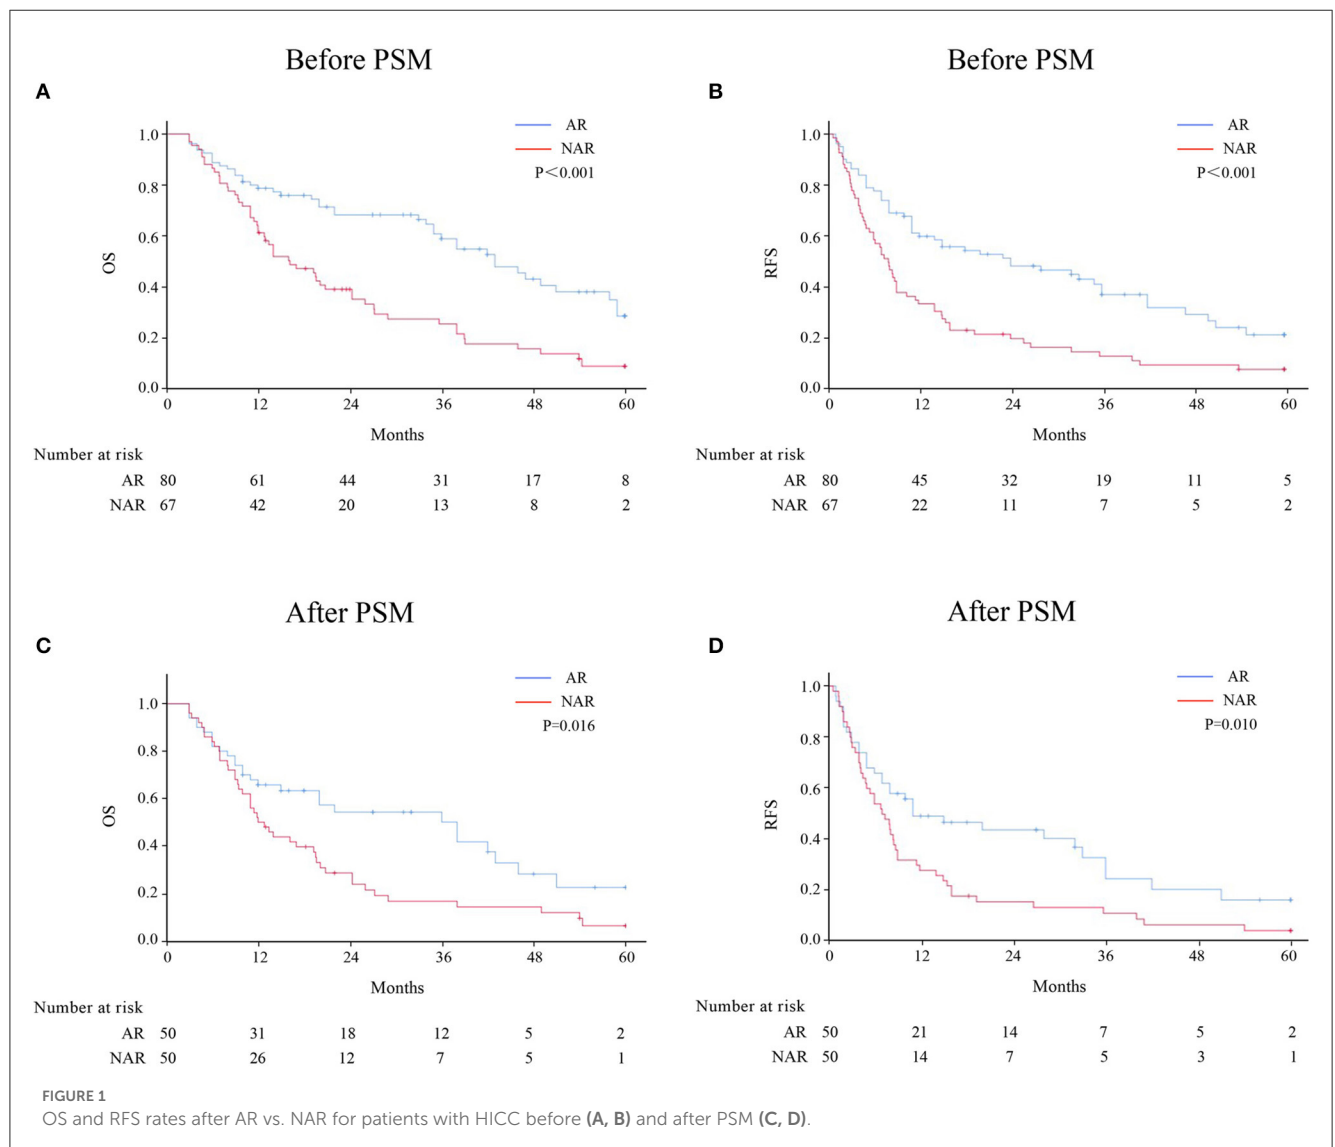 Before PSM
A
1.0
0.8
0.6
0.4
0.2
0.0
OS
AR
NAR
P<0.001
0 12 24 36 48 60
Months
Number at risk
AR 80 61 44 31 17 8
NAR 67 42 20 13 8 2
Before PSM
B
1.0
0.8
0.6
0.4
0.2
0.0
RFS
AR
NAR
P<0.001
0 12 24 36 48 60
Months
Number at risk
AR 80 45 32 19 11 5
NAR 67 22 11 7 5 2
After PSM
C
1.0
0.8
0.6
0.4
0.2
0.0
OS
AR
NAR
P=0.016
0 12 24 36 48 60
Months
Number at risk
AR 50 31 18 12 5 2
NAR 50 26 12 7 5 1
After PSM
D
1.0
0.8
0.6
0.4
0.2
0.0
RFS
AR
NAR
P=0.010
0 12 24 36 48 60
Months
Number at risk
AR 50 21 14 7 5 2
NAR 50 14 7 5 3 1
FIGURE 1
OS and RFS rates after AR vs. NAR for patients with HICC before (A, B) and after PSM (C, D).